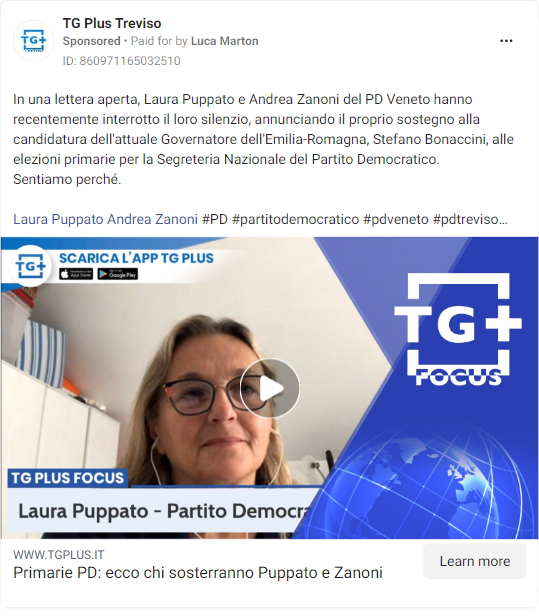 TG Plus Treviso
Sponsored • Paid for by Luca Marton
ID: 860971165032510
In una lettera aperta, Laura Puppato e Andrea Zanoni del PD Veneto hanno
recentemente interrotto il loro silenzio, annunciando il proprio sostegno alla
candidatura dell'attuale Governatore dell'Emilia-Romagna, Stefano Bonaccini, alle
elezioni primarie per la Segreteria Nazionale del Partito Democratico.
Sentiamo perché.
Laura Puppato Andrea Zanoni #PD #partitodemocratico #pdveneto #pdtreviso...
TG+
SCARICA L'APP TG PLUS
App Store
Google Play
TG+
FOCUS
TG PLUS FOCUS
Laura Puppato - Partito Democra
WWW.TGPLUS.IT
Primarie PD: ecco chi sosterranno Puppato e Zanoni
Learn more